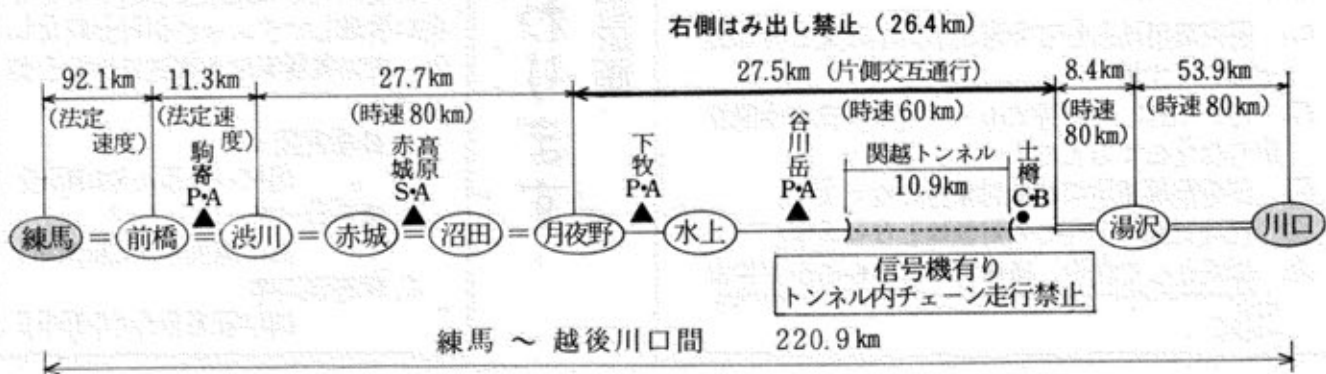 右側はみ出し禁止（26.4km）
92.1km 11.3km 27.7km 27.5km（片側交互通行） 8.4km 53.9km
(法定速度) (法定速度) (時速80km) (時速60km) (時速80km) (時速80km)
駒寄P・A 赤城高原S・A 下牧P・A 谷川岳P・A 関越トンネル 10.9km 土樽C・B
練馬 前橋 渋川 赤城 沼田 月夜野 水上 湯沢 川口
信号機有り
トンネル内チェーン走行禁止
練馬 ～ 越後川口間 220.9km